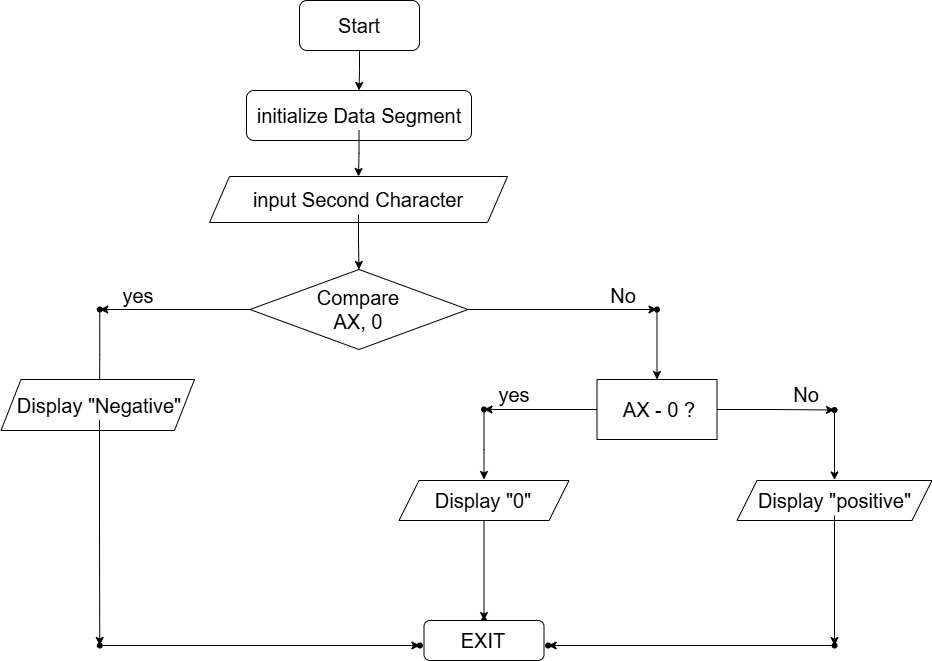 Start
initialize Data Segment
input Second Character
Compare
AX, 0
yes
No
Display "Negative"
AX - 0 ?
yes
No
Display "0"
Display "positive"
EXIT